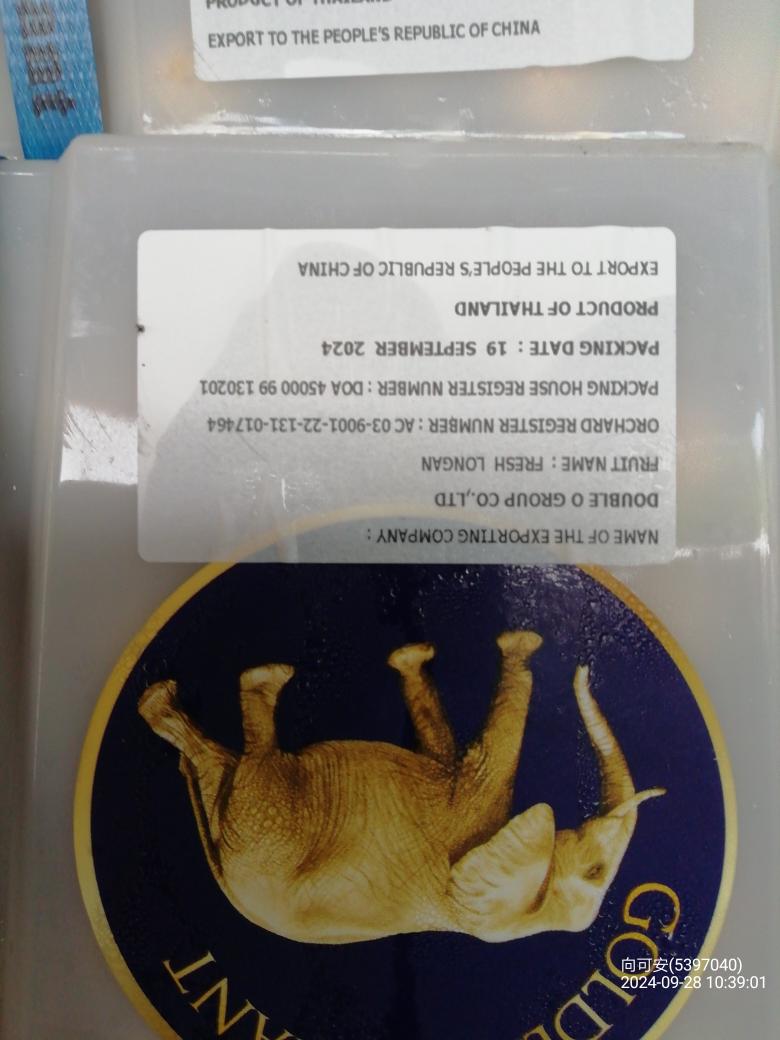 PRODUCT OF THAILAND
EXPORT TO THE PEOPLE'S REPUBLIC OF CHINA
NAME OF THE EXPORTING COMPANY :
DOUBLE O GROUP CO.,LTD
FRUIT NAME : FRESH LONGAN
ORCHARD REGISTER NUMBER : AC 03-9001-22-131-017464
PACKING HOUSE REGISTER NUMBER : DOA 45000 99 130201
PACKING DATE : 19 SEPTEMBER 2024
PRODUCT OF THAILAND
EXPORT TO THE PEOPLE'S REPUBLIC OF CHINA
向可安(5397040)
2024-09-28 10:39:01